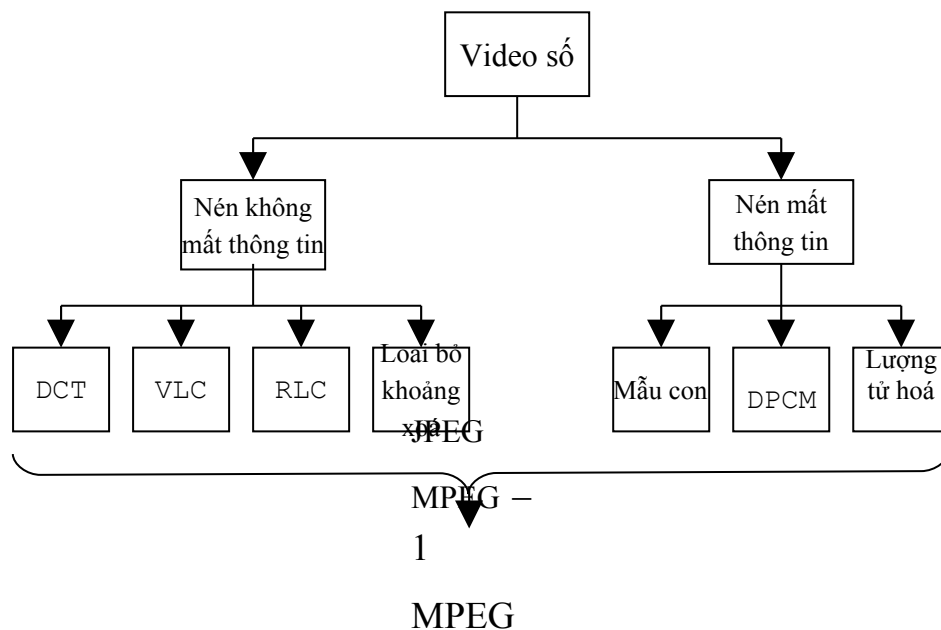 Video số
Nén không
mất thông tin
Nén mất
thông tin
DCT
VLC
RLC
Loại bỏ
khoảng
xoá
Mẫu con
DPCM
Lượng
tử hoá
JPEG
MPEG –
1
MPEG